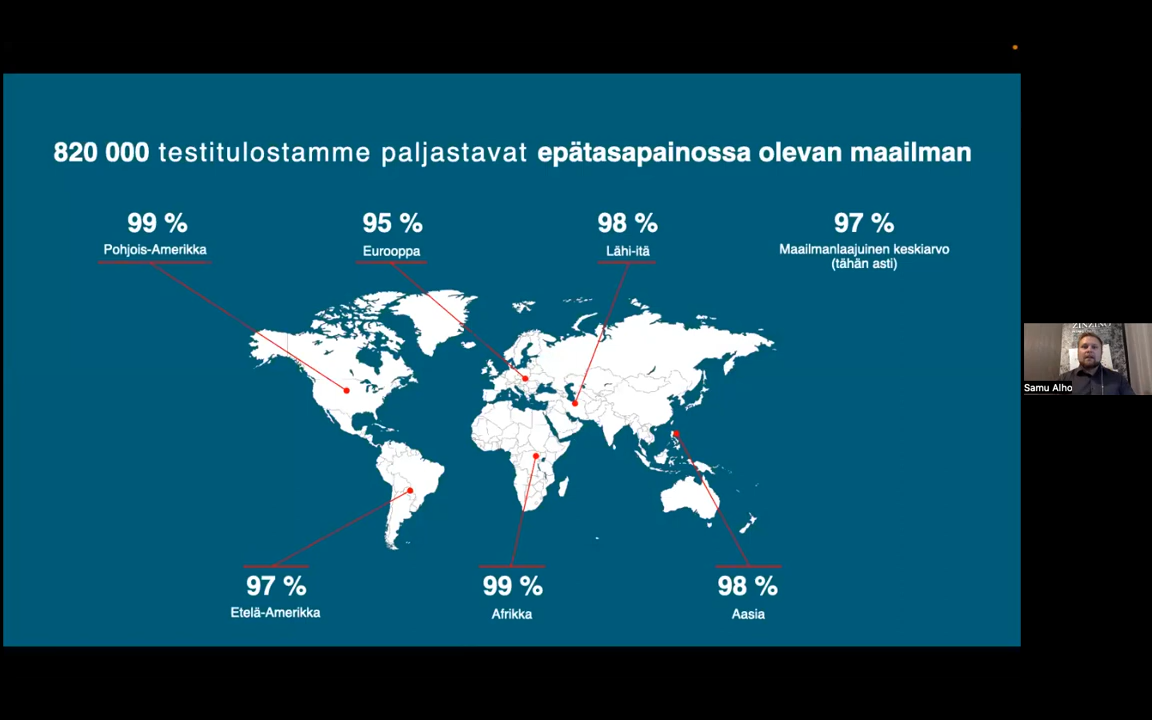 820 000 testitulostamme paljastavat epätasapainossa olevan maailman
99 %
Pohjois-Amerikka
95 %
Eurooppa
98 %
Lähi-itä
97 %
Maailmanlaajuinen keskiarvo
(tähän asti)
ZINZINO
Samu Alho
97 %
Etelä-Amerikka
99 %
Afrikka
98 %
Aasia